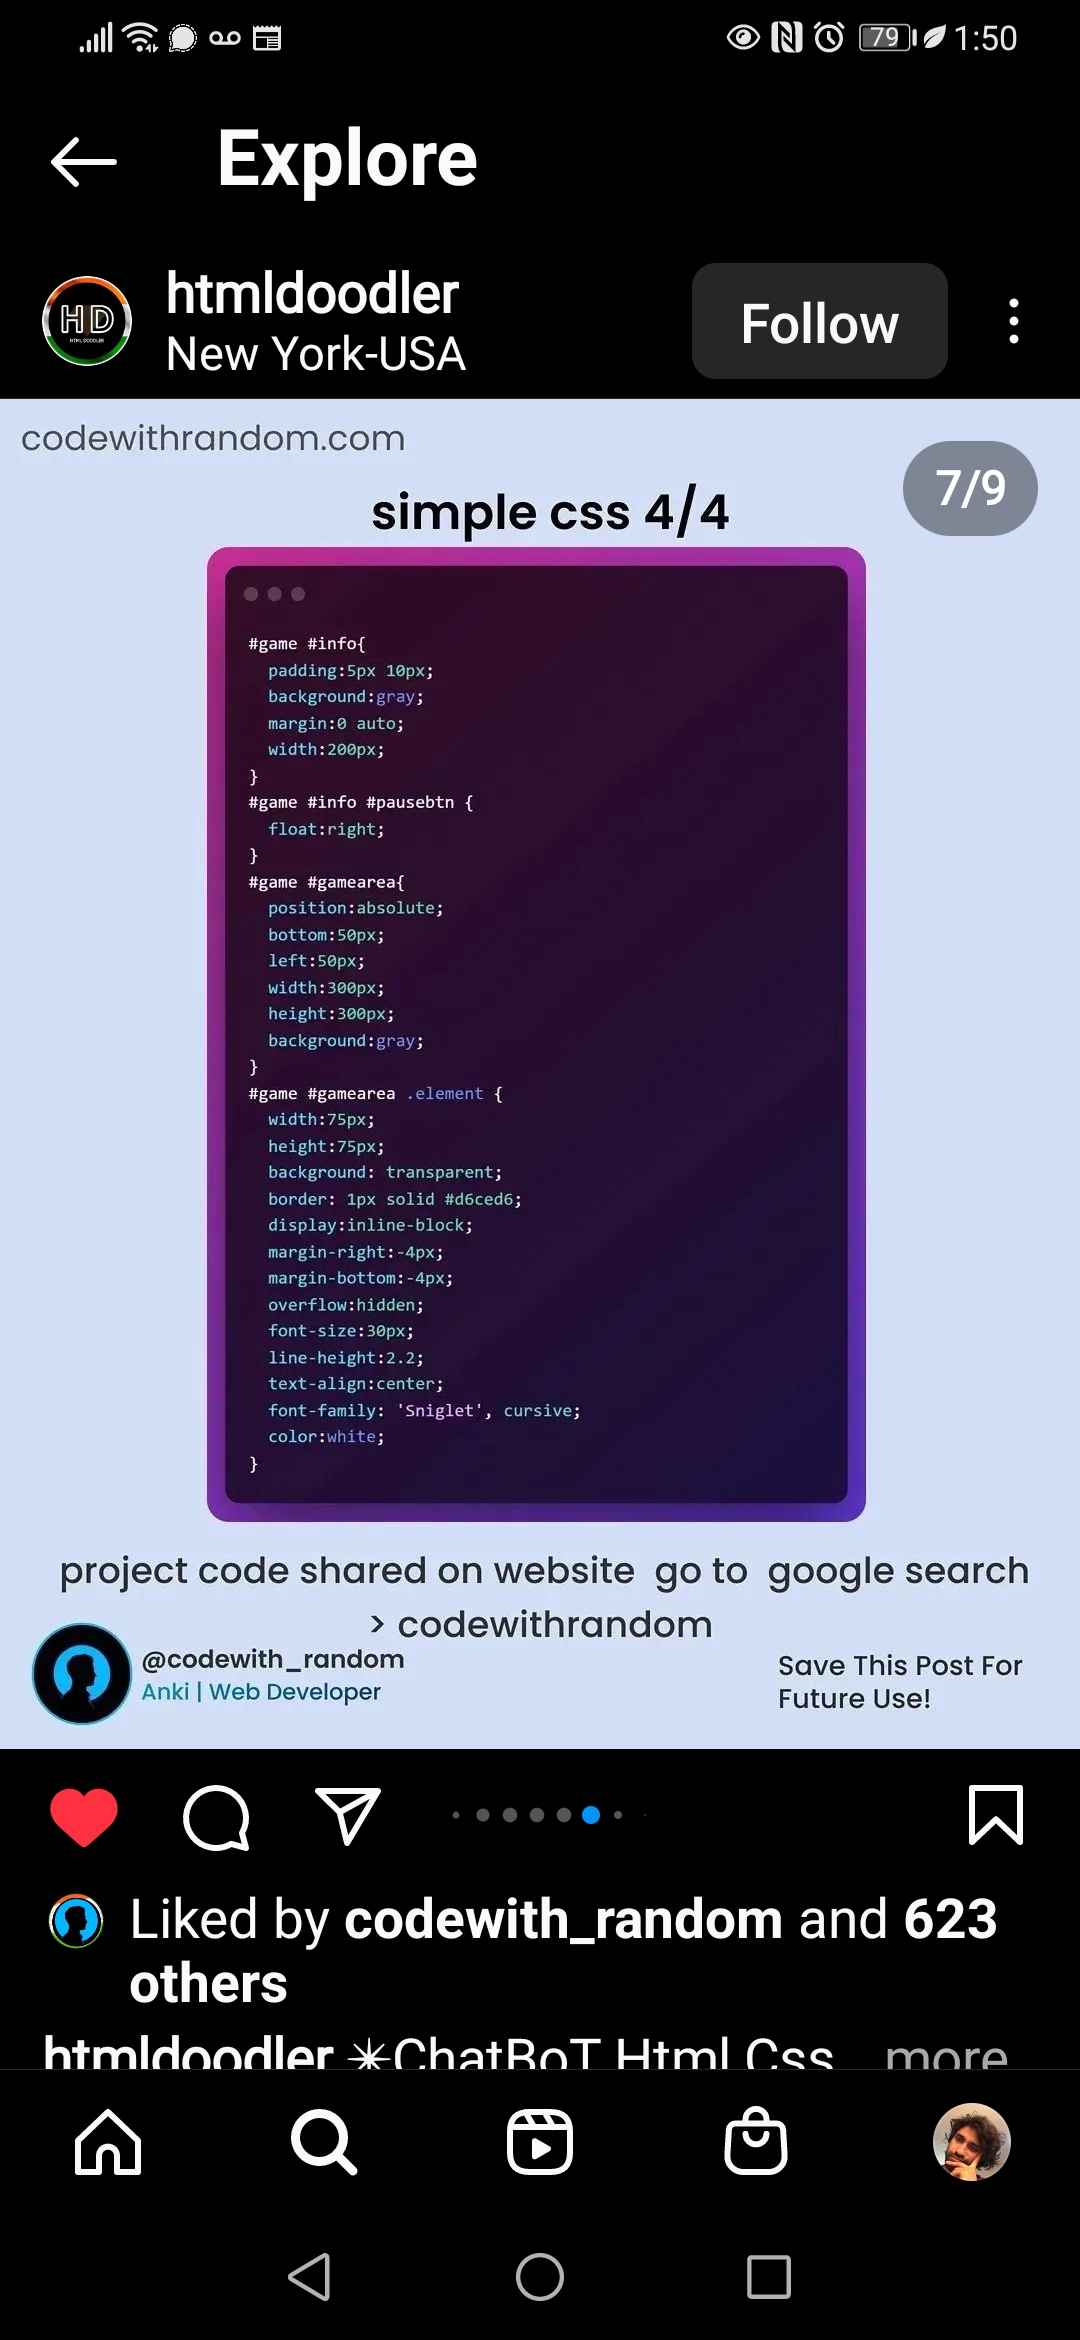 79 1:50
Explore
htmldoodler
New York-USA
Follow
HD
HTML DOODLER
codewithrandom.com
7/9
simple css 4/4
#game #info{
  padding:5px 10px;
  background:gray;
  margin:0 auto;
  width:200px;
}
#game #info #pausebtn {
  float:right;
}
#game #gamearea{
  position:absolute;
  bottom:50px;
  left:50px;
  width:300px;
  height:300px;
  background:gray;
}
#game #gamearea .element {
  width:75px;
  height:75px;
  background: transparent;
  border: 1px solid #d6ced6;
  display:inline-block;
  margin-right:-4px;
  margin-bottom:-4px;
  overflow:hidden;
  font-size:30px;
  line-height:2.2;
  text-align:center;
  font-family: 'Sniglet', cursive;
  color:white;
}
project code shared on website go to google search
> codewithrandom
@codewith_random
Anki | Web Developer
Save This Post For
Future Use!
Liked by codewith_random and 623
others
htmldoodler ✴ChatBoT Html Css more